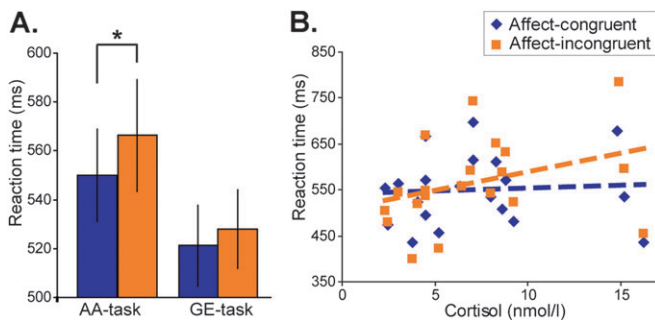 A.
Reaction time (ms)
600
580
560
540
520
500
*
AA-task
GE-task
B.
Affect-congruent
Affect-incongruent
Reaction time (ms)
850
750
650
550
450
350
0
5
10
15
20
Cortisol (nmol/l)